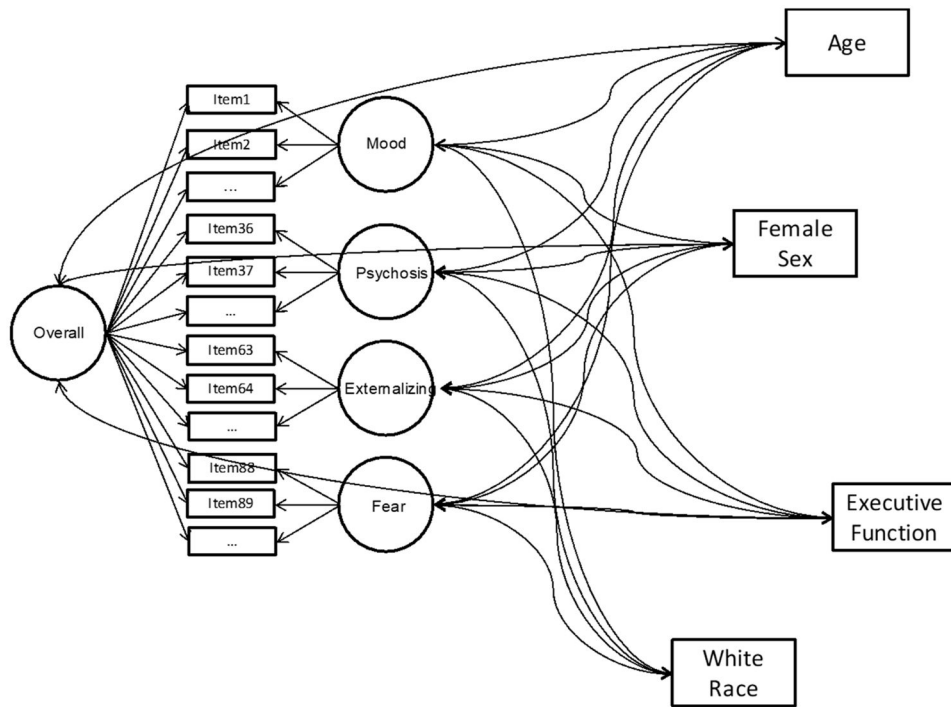 Age
Item1
Item2
...
Mood
Item36
Item37
...
Psychosis
Female
Sex
Overall
Item63
Item64
...
Externalizing
Item88
Item89
...
Fear
Executive
Function
White
Race